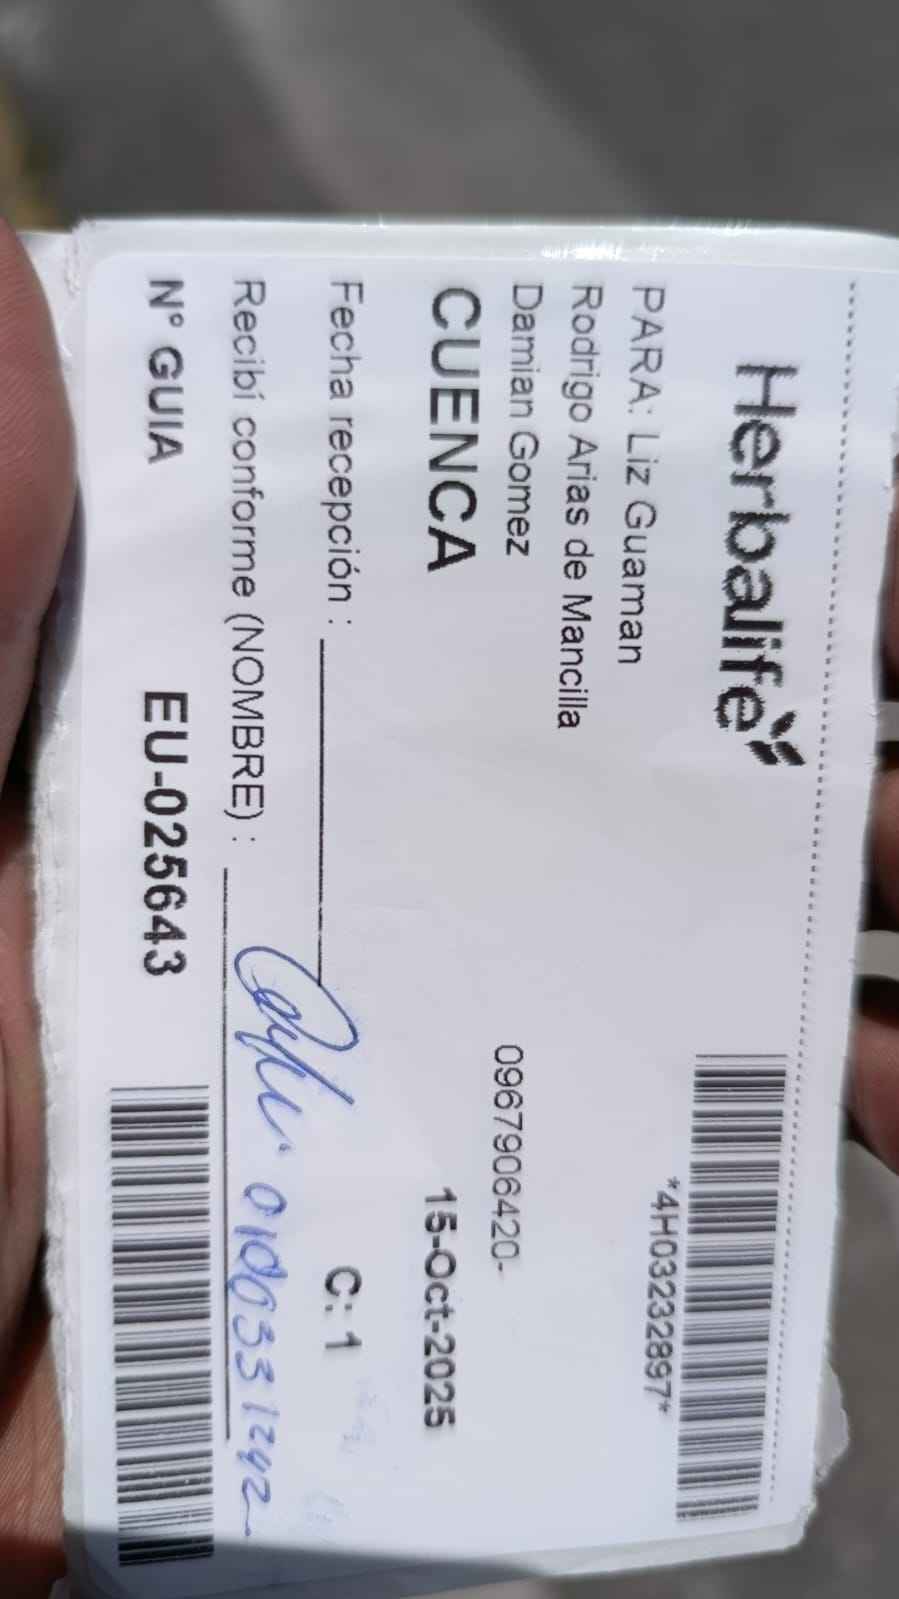 Herbalife
*4H03232897*
PARA: Liz Guaman
Rodrigo Arias de Mancilla
Damian Gomez
0967906420-
CUENCA
15-Oct-2025
Fecha recepción :
C: 1
Recibí conforme (NOMBRE) :
N° GUIA
EU-025643